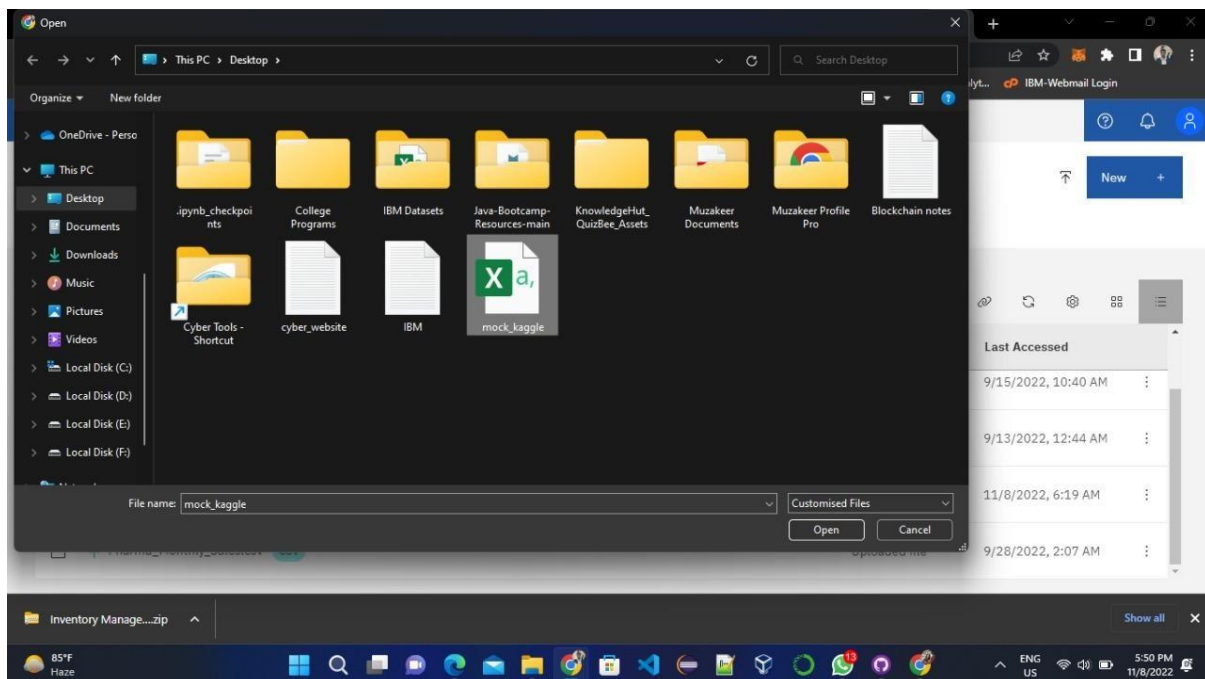 Open
This PC > Desktop >
Search Desktop
lyt... IBM-Webmail Login
Organize New folder
OneDrive - Perso
This PC
Desktop
Documents
Downloads
Music
Pictures
Videos
Local Disk (C:)
Local Disk (D:)
Local Disk (E:)
Local Disk (F:)
.ipynb_checkpoi
nts
College
Programs
IBM Datasets
Java-Bootcamp-
Resources-main
KnowledgeHut_
QuizBee_Assets
Muzakeer
Documents
Muzakeer Profile
Pro
Blockchain notes
Cyber Tools -
Shortcut
cyber_website
IBM
X a,
mock_kaggle
New +
Last Accessed
9/15/2022, 10:40 AM
9/13/2022, 12:44 AM
11/8/2022, 6:19 AM
9/28/2022, 2:07 AM
File name: mock_kaggle
Customised Files
Open Cancel
Inventory Manage....zip
Show all
85°F
Haze
13
ENG
US
5:50 PM
11/8/2022